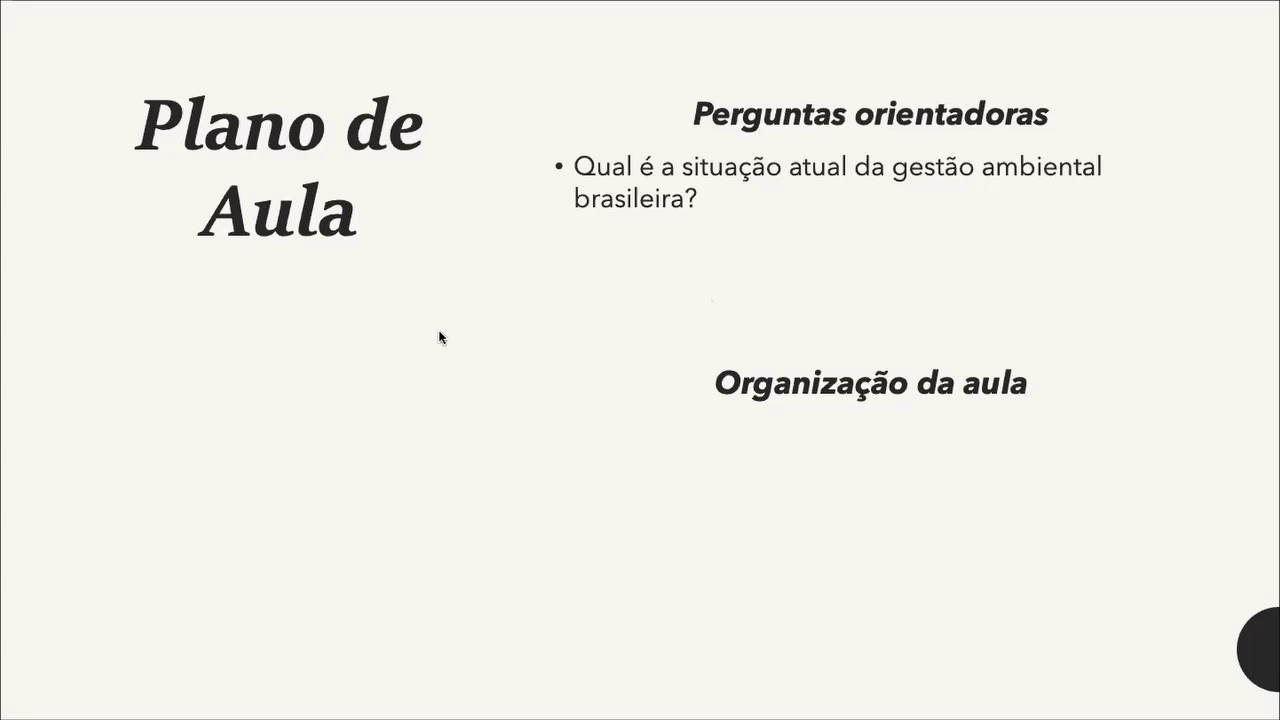 Plano de
Aula
Perguntas orientadoras
• Qual é a situação atual da gestão ambiental
brasileira?
Organização da aula